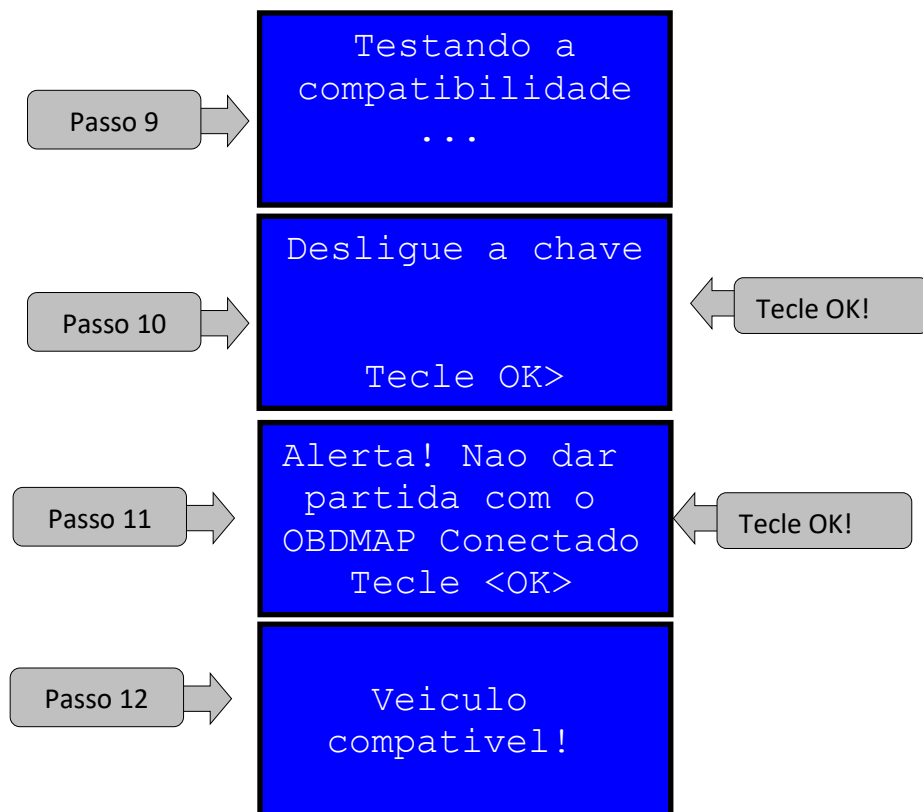 Passo 9
Testando a
compatibilidade
...
Passo 10
Desligue a chave
Tecle OK>
Tecle OK!
Passo 11
Alerta! Nao dar
partida com o
OBDMAP Conectado
Tecle <OK>
Tecle OK!
Passo 12
Veiculo
compativel!